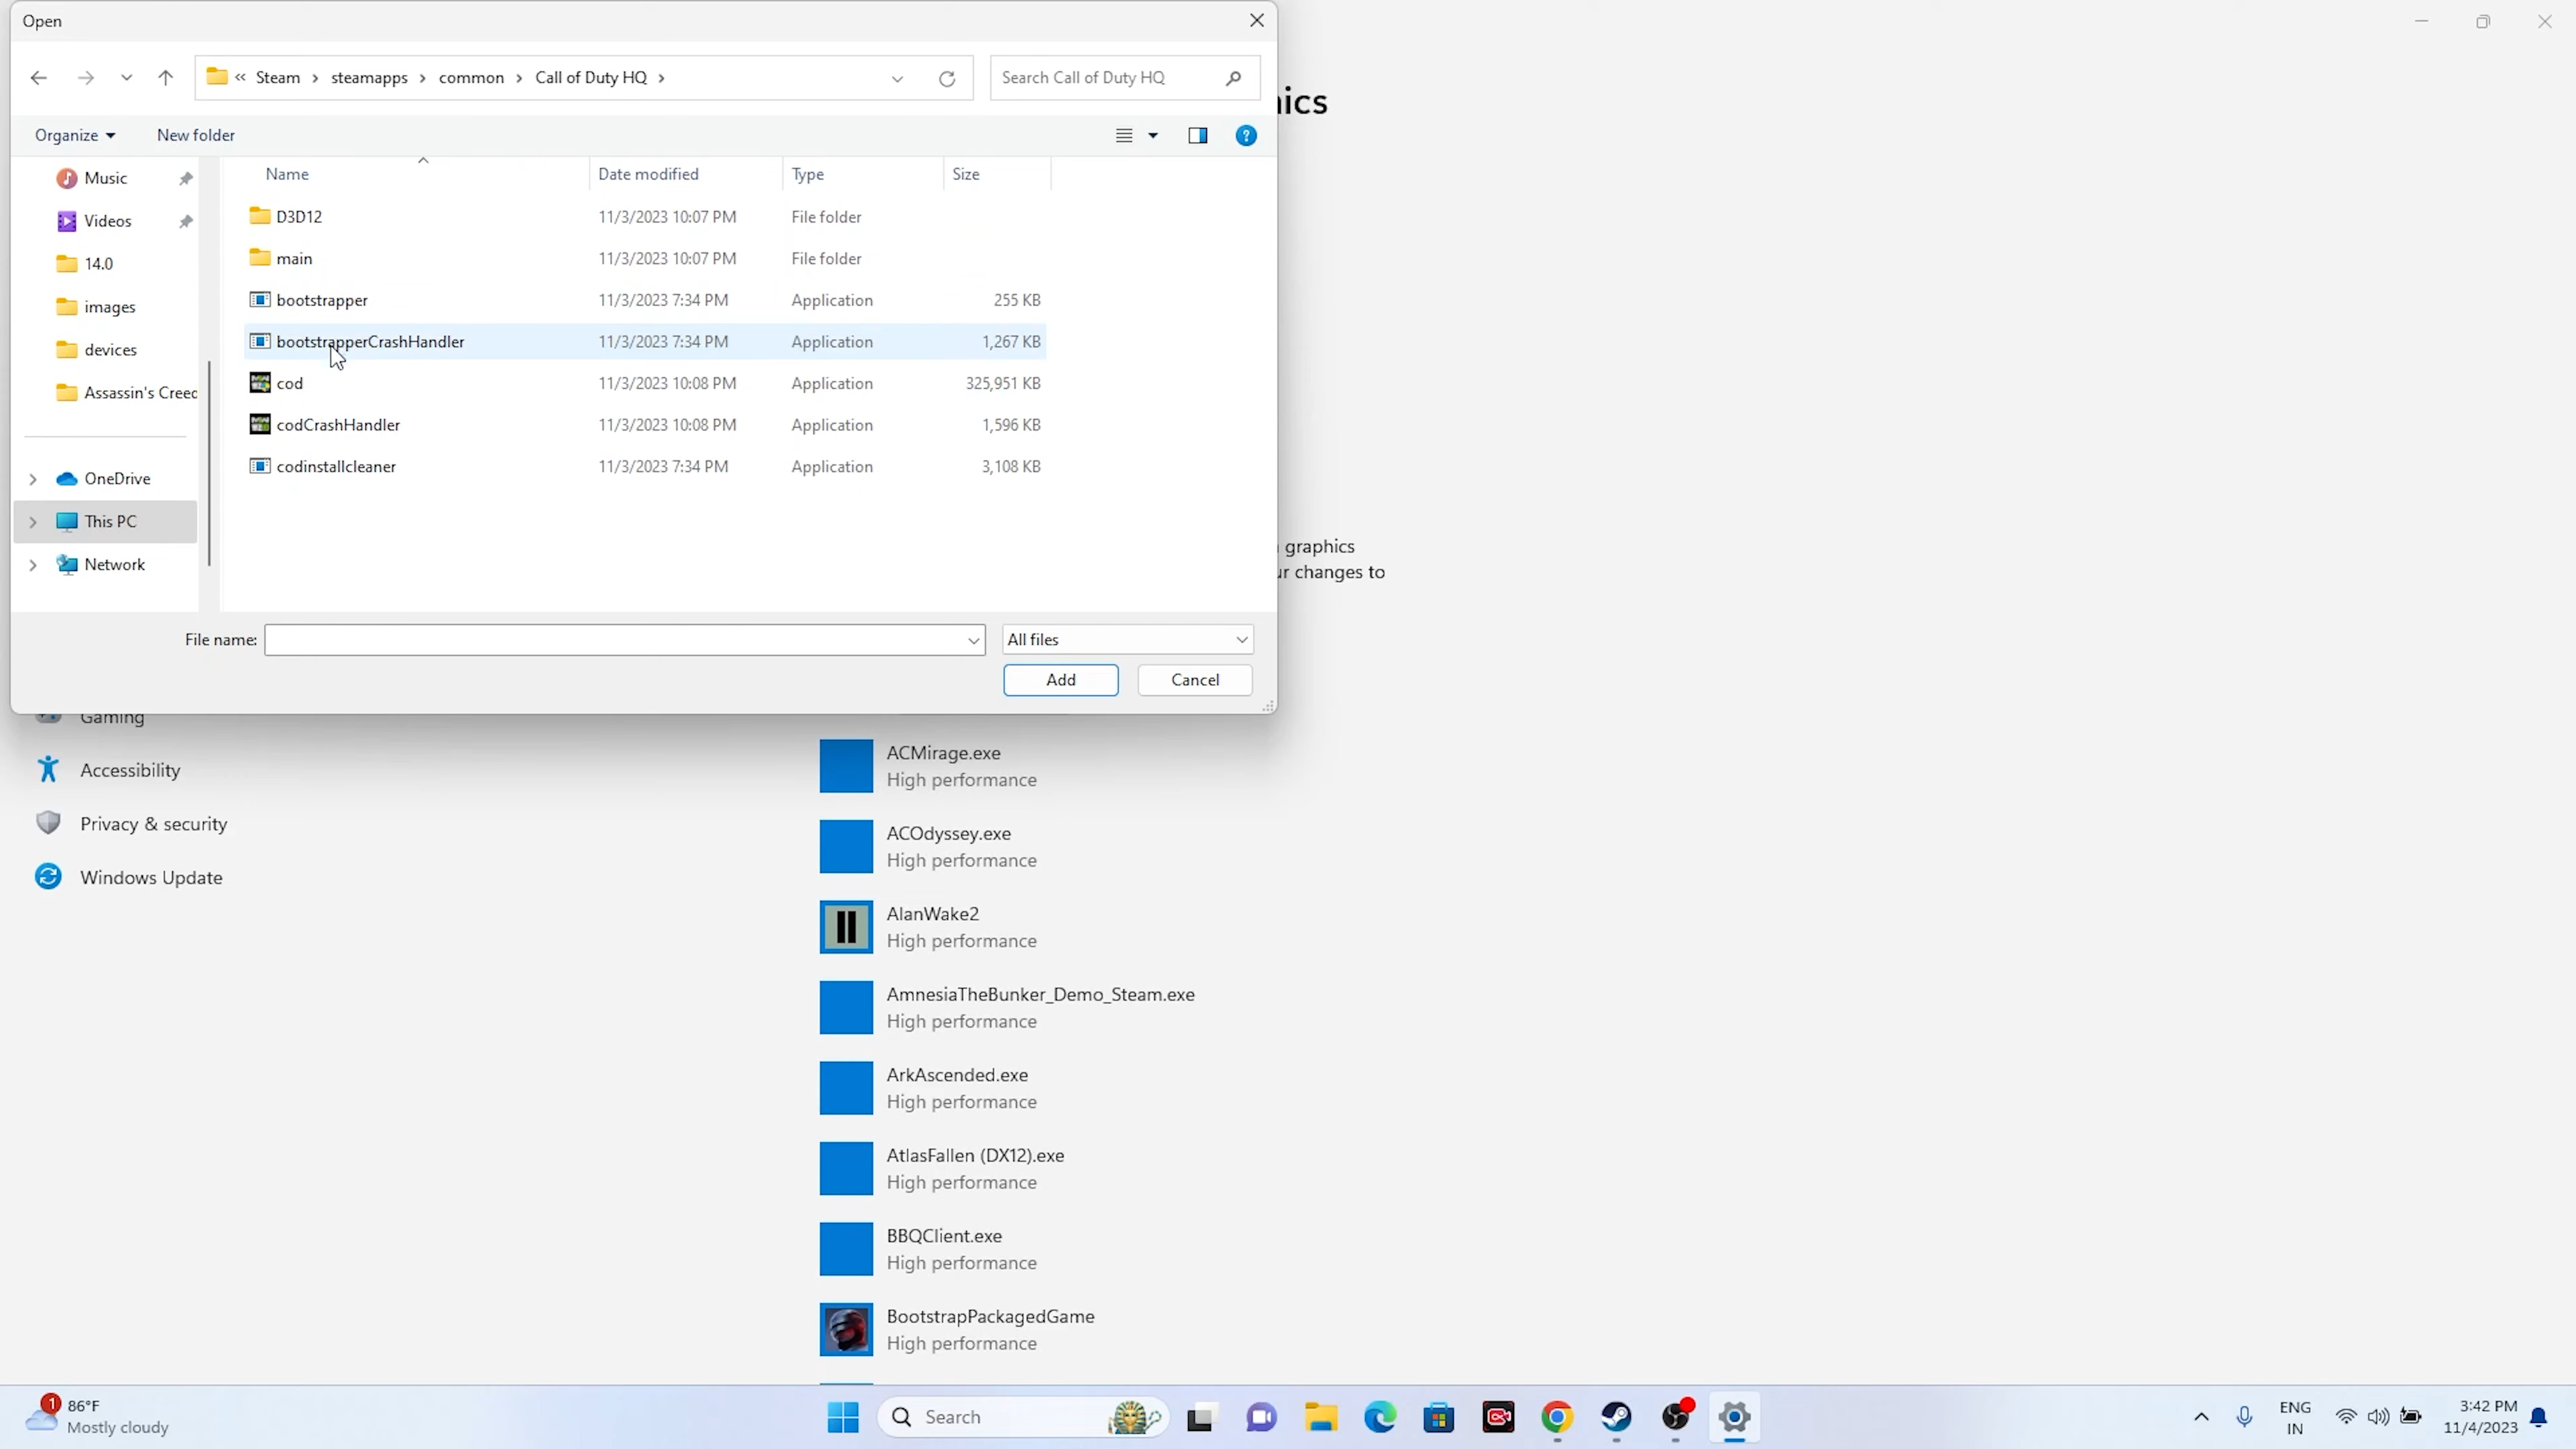 Open
Steam > steamapps > common > Call of Duty HQ >
Search Call of Duty HQ
ics
Organize
New folder
Name Date modified Type Size
Music
Videos
14.0
images
devices
Assassin's Creed
OneDrive
This PC
Network
D3D12 11/3/2023 10:07 PM File folder
main 11/3/2023 10:07 PM File folder
bootstrapper 11/3/2023 7:34 PM Application 255 KB
bootstrapperCrashHandler 11/3/2023 7:34 PM Application 1,267 KB
cod 11/3/2023 10:08 PM Application 325,951 KB
codCrashHandler 11/3/2023 10:08 PM Application 1,596 KB
codinstallcleaner 11/3/2023 7:34 PM Application 3,108 KB
graphics
ur changes to
File name:
All files
Add
Cancel
Gaming
Accessibility
Privacy & security
Windows Update
ACMirage.exe
High performance
ACOdyssey.exe
High performance
AlanWake2
High performance
AmnesiaTheBunker_Demo_Steam.exe
High performance
ArkAscended.exe
High performance
AtlasFallen (DX12).exe
High performance
BBQClient.exe
High performance
BootstrapPackagedGame
High performance
1
86°F
Mostly cloudy
Search
ENG
IN
3:42 PM
11/4/2023